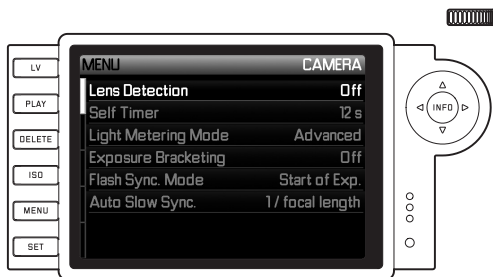 LV
PLAY
DELETE
ISO
MENU
SET
MENU CAMERA
Lens Detection Off
Self Timer 12 s
Light Metering Mode Advanced
Exposure Bracketing Off
Flash Sync. Mode Start of Exp.
Auto Slow Sync. 1 / focal length
INFO